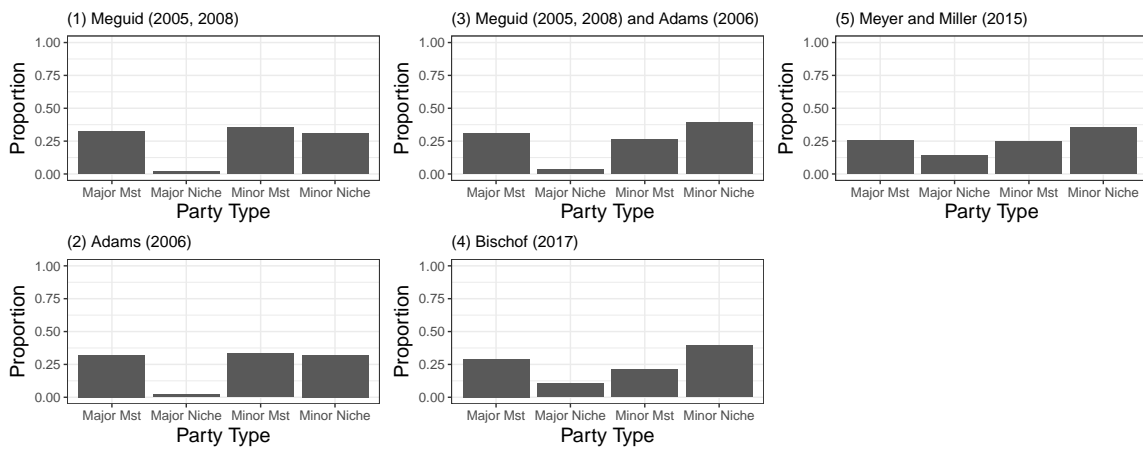 (1) Meguid (2005, 2008)
Proportion
1.00
0.75
0.50
0.25
0.00
Major Mst Major Niche Minor Mst Minor Niche
Party Type
(3) Meguid (2005, 2008) and Adams (2006)
Proportion
1.00
0.75
0.50
0.25
0.00
Major Mst Major Niche Minor Mst Minor Niche
Party Type
(5) Meyer and Miller (2015)
Proportion
1.00
0.75
0.50
0.25
0.00
Major Mst Major Niche Minor Mst Minor Niche
Party Type
(2) Adams (2006)
Proportion
1.00
0.75
0.50
0.25
0.00
Major Mst Major Niche Minor Mst Minor Niche
Party Type
(4) Bischof (2017)
Proportion
1.00
0.75
0.50
0.25
0.00
Major Mst Major Niche Minor Mst Minor Niche
Party Type